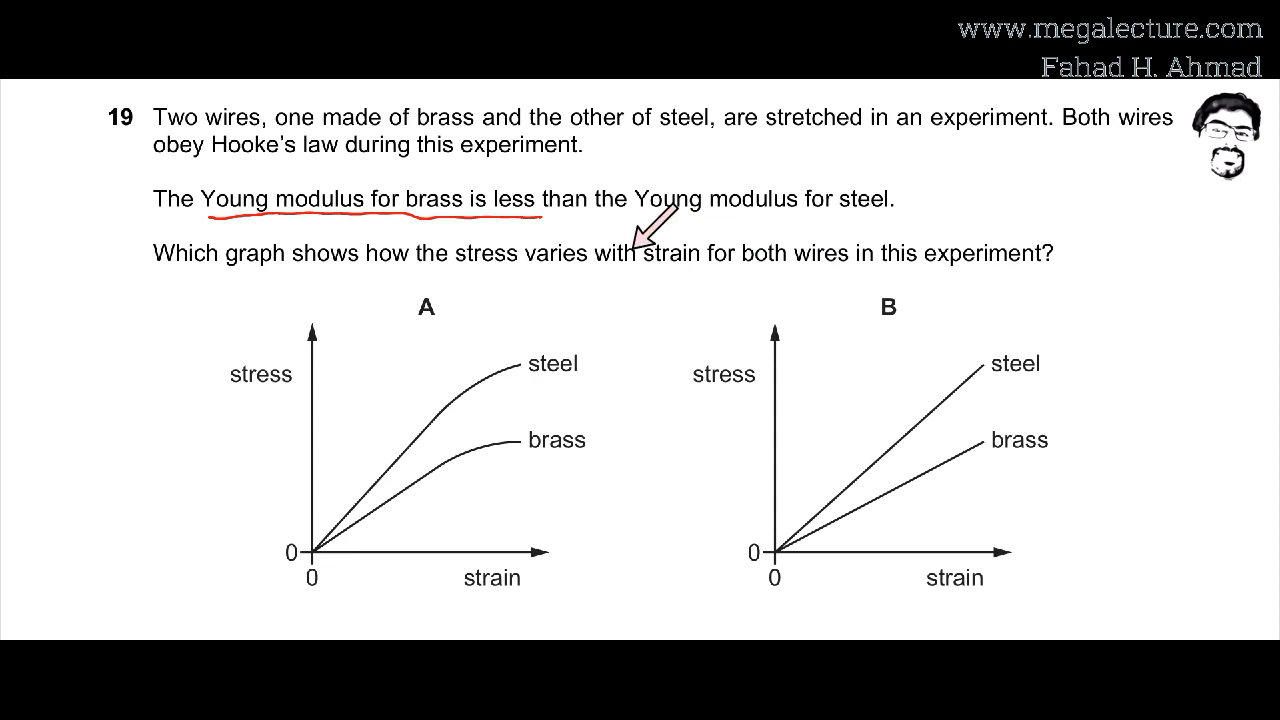 www.megalecture.com
Fahad H. Ahmad
19 Two wires, one made of brass and the other of steel, are stretched in an experiment. Both wires
obey Hooke's law during this experiment.
The Young modulus for brass is less than the Young modulus for steel.
Which graph shows how the stress varies with strain for both wires in this experiment?
A
stress
steel
brass
0
0
strain
B
stress
steel
brass
0
0
strain